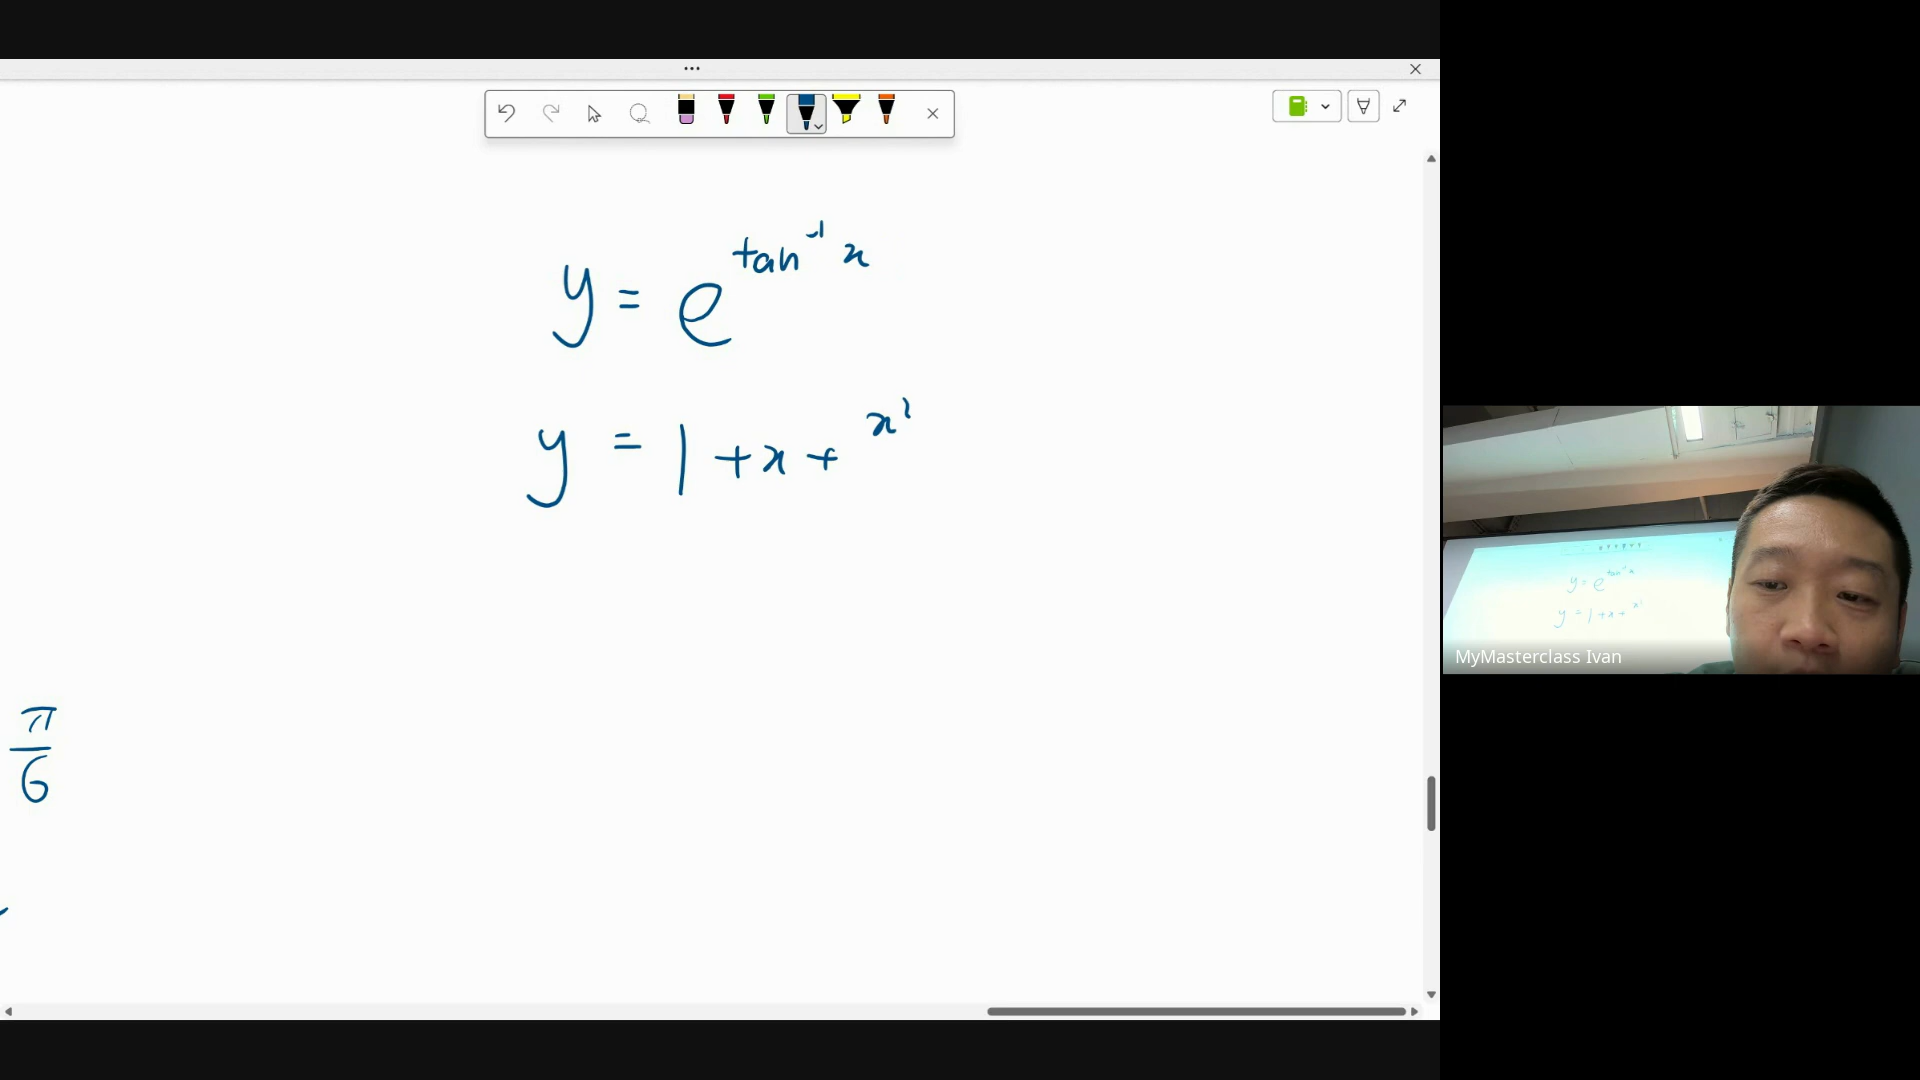 y = e^{tan^{-1} x}
y = 1 + x + x^2
π/6
MyMasterclass Ivan